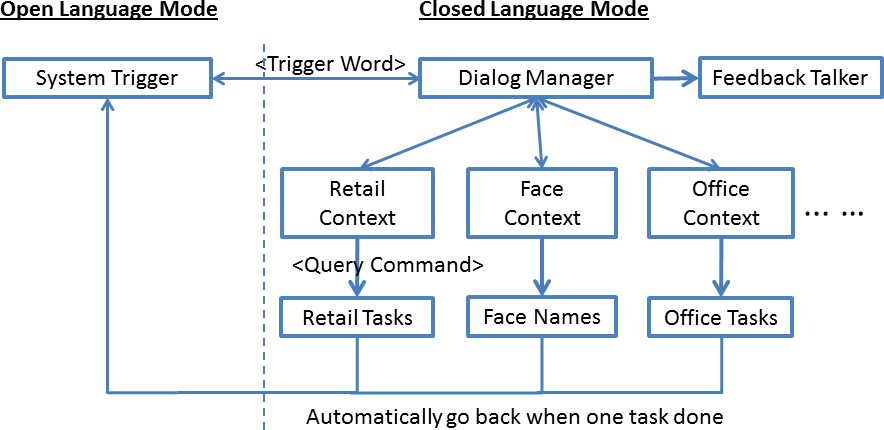 Open Language Mode
Closed Language Mode
<Trigger Word>
System Trigger
Dialog Manager
Feedback Talker
Retail
Context
Face
Context
Office
Context
... ...
<Query Command>
Retail Tasks
Face Names
Office Tasks
Automatically go back when one task done